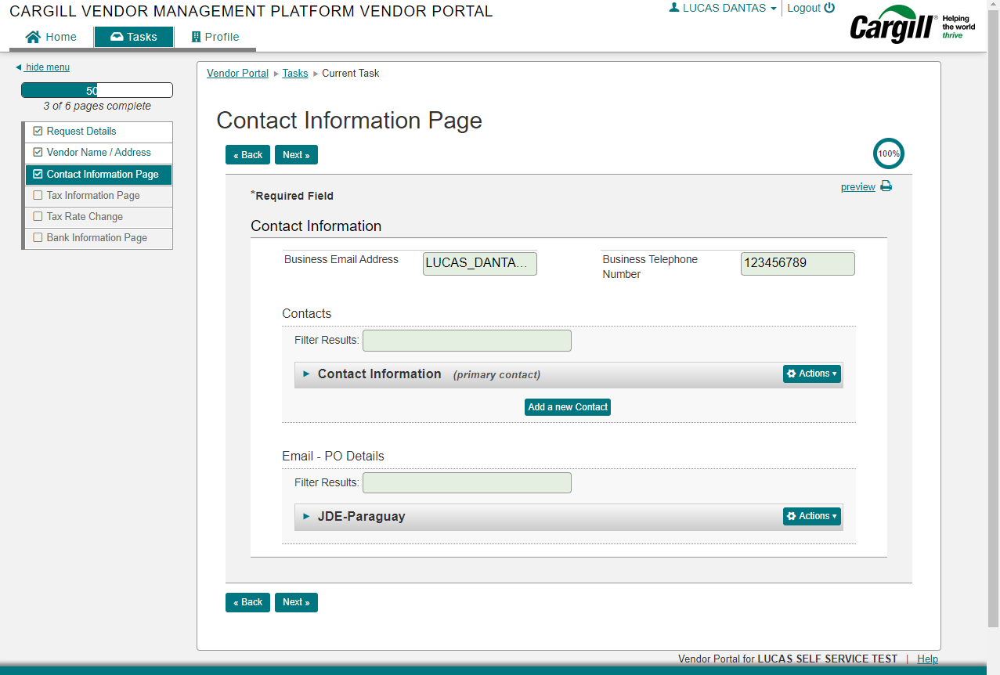 CARGILL VENDOR MANAGEMENT PLATFORM VENDOR PORTAL
LUCAS DANTAS
Logout
Cargill®
Helping
the world
thrive
Home
Tasks
Profile
hide menu
50
3 of 6 pages complete
Request Details
Vendor Name / Address
Contact Information Page
Tax Information Page
Tax Rate Change
Bank Information Page
Vendor Portal ▸ Tasks ▸ Current Task
Contact Information Page
« Back
Next »
100%
preview
*Required Field
Contact Information
Business Email Address
LUCAS_DANTA...
Business Telephone
Number
123456789
Contacts
Filter Results:
Contact Information (primary contact)
Actions
Add a new Contact
Email - PO Details
Filter Results:
JDE-Paraguay
Actions
« Back
Next »
Vendor Portal for LUCAS SELF SERVICE TEST | Help